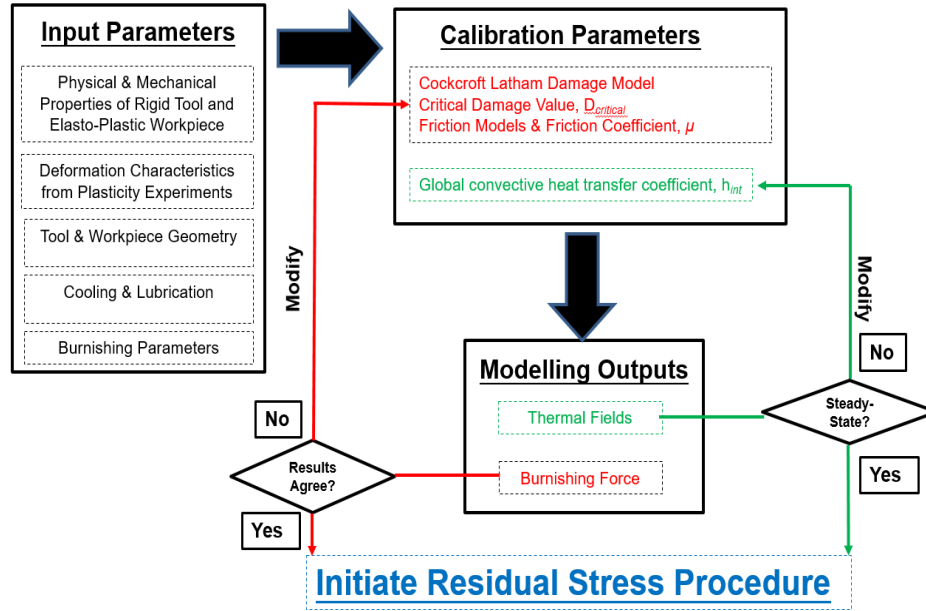 Input Parameters
Physical & Mechanical
Properties of Rigid Tool and
Elasto-Plastic Workpiece
Deformation Characteristics
from Plasticity Experiments
Tool & Workpiece Geometry
Cooling & Lubrication
Burnishing Parameters
Calibration Parameters
Cockcroft Latham Damage Model
Critical Damage Value, Dcritical
Friction Models & Friction Coefficient, μ
Global convective heat transfer coefficient, hint
Modify
Modify
Modelling Outputs
Thermal Fields
Burnishing Force
No
Results
Agree?
Yes
No
Steady-
State?
Yes
Initiate Residual Stress Procedure